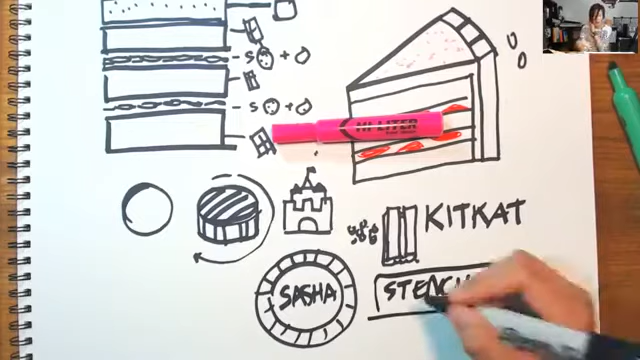 - S +
- S +
HI-LITER
KITKAT
SASHA
STENC